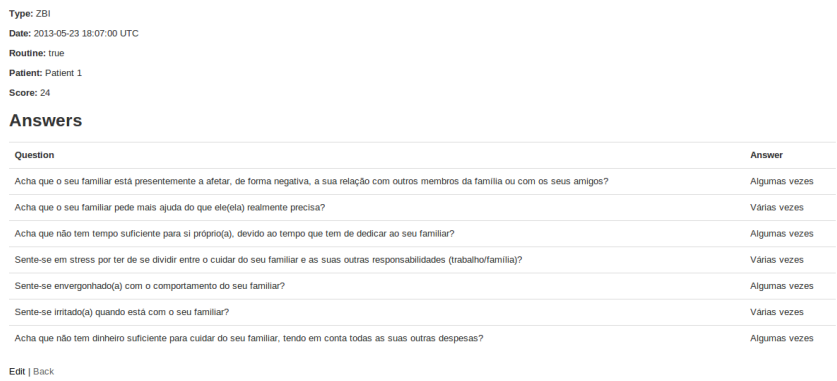 Type: ZBI
Date: 2013-05-23 18:07:00 UTC
Routine: true
Patient: Patient 1
Score: 24
Answers
Question Answer
Acha que o seu familiar está presentemente a afetar, de forma negativa, a sua relação com outros membros da família ou com os seus amigos? Algumas vezes
Acha que o seu familiar pede mais ajuda do que ele(ela) realmente precisa? Várias vezes
Acha que não tem tempo suficiente para si próprio(a), devido ao tempo que tem de dedicar ao seu familiar? Algumas vezes
Sente-se em stress por ter de se dividir entre o cuidar do seu familiar e as suas outras responsabilidades (trabalho/família)? Várias vezes
Sente-se envergonhado(a) com o comportamento do seu familiar? Algumas vezes
Sente-se irritado(a) quando está com o seu familiar? Várias vezes
Acha que não tem dinheiro suficiente para cuidar do seu familiar, tendo em conta todas as suas outras despesas? Algumas vezes
Edit | Back